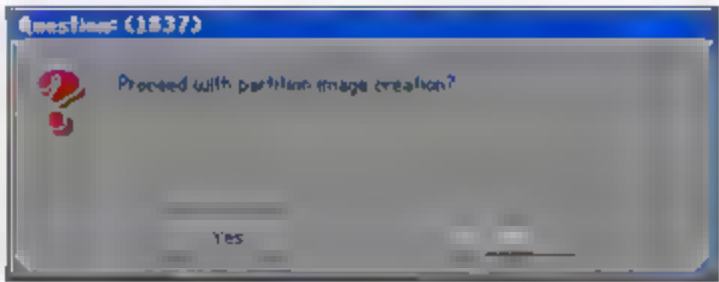 Question: (1837)
Proceed with partition image creation?
Yes